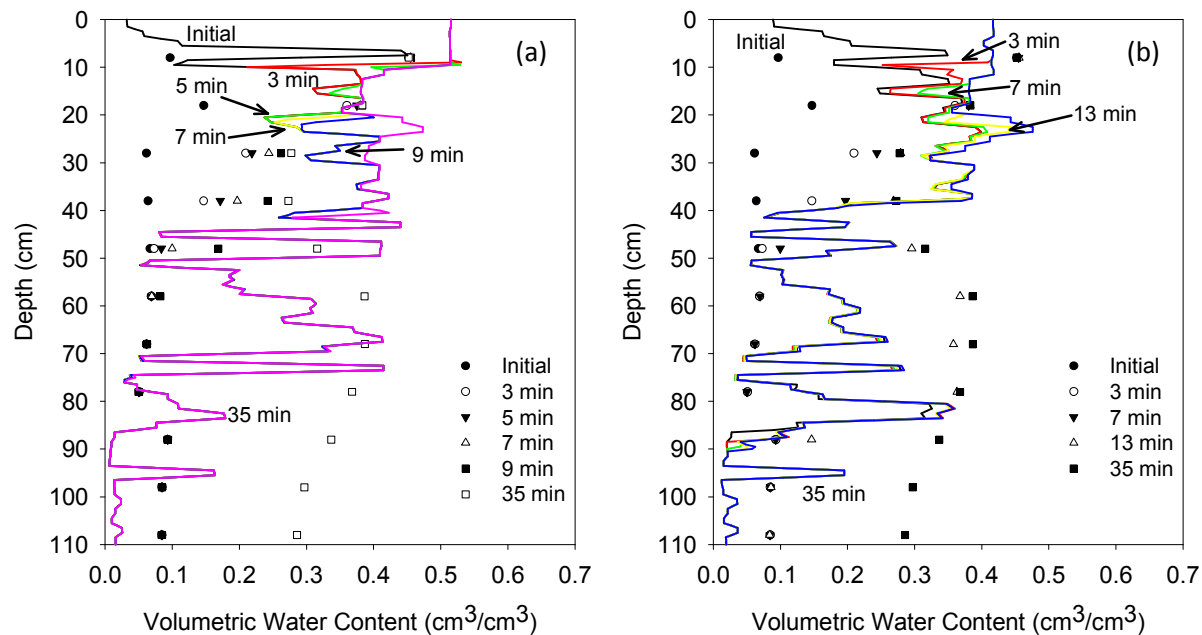 (a)
Initial
3 min
5 min
7 min
9 min
35 min
Initial
3 min
5 min
7 min
9 min
35 min
0
10
20
30
40
50
60
70
80
90
100
110
Depth (cm)
0.0 0.1 0.2 0.3 0.4 0.5 0.6 0.7
Volumetric Water Content (cm³/cm³)
(b)
Initial
3 min
7 min
13 min
35 min
Initial
3 min
7 min
13 min
35 min
0
10
20
30
40
50
60
70
80
90
100
110
Depth (cm)
0.0 0.1 0.2 0.3 0.4 0.5 0.6 0.7
Volumetric Water Content (cm³/cm³)